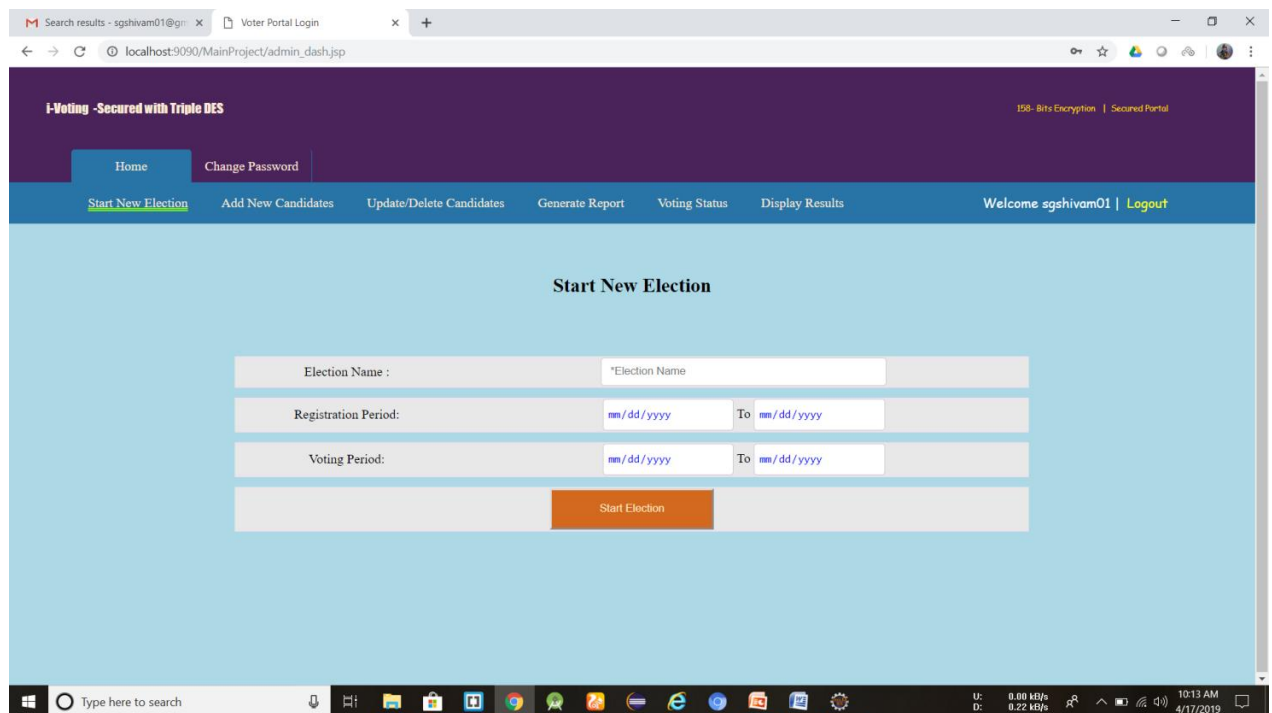 Search results - sgshivam01@gm
Voter Portal Login
localhost:9090/MainProject/admin_dash.jsp
i-Voting -Secured with Triple DES
158- Bits Encryption | Secured Portal
Home Change Password
Start New Election Add New Candidates Update/Delete Candidates Generate Report Voting Status Display Results Welcome sgshivam01 | Logout
Start New Election
Election Name : *Election Name
Registration Period: mm/dd/yyyy To mm/dd/yyyy
Voting Period: mm/dd/yyyy To mm/dd/yyyy
Start Election
Type here to search
U: 0.00 kB/s
D: 0.22 kB/s
10:13 AM
4/17/2019